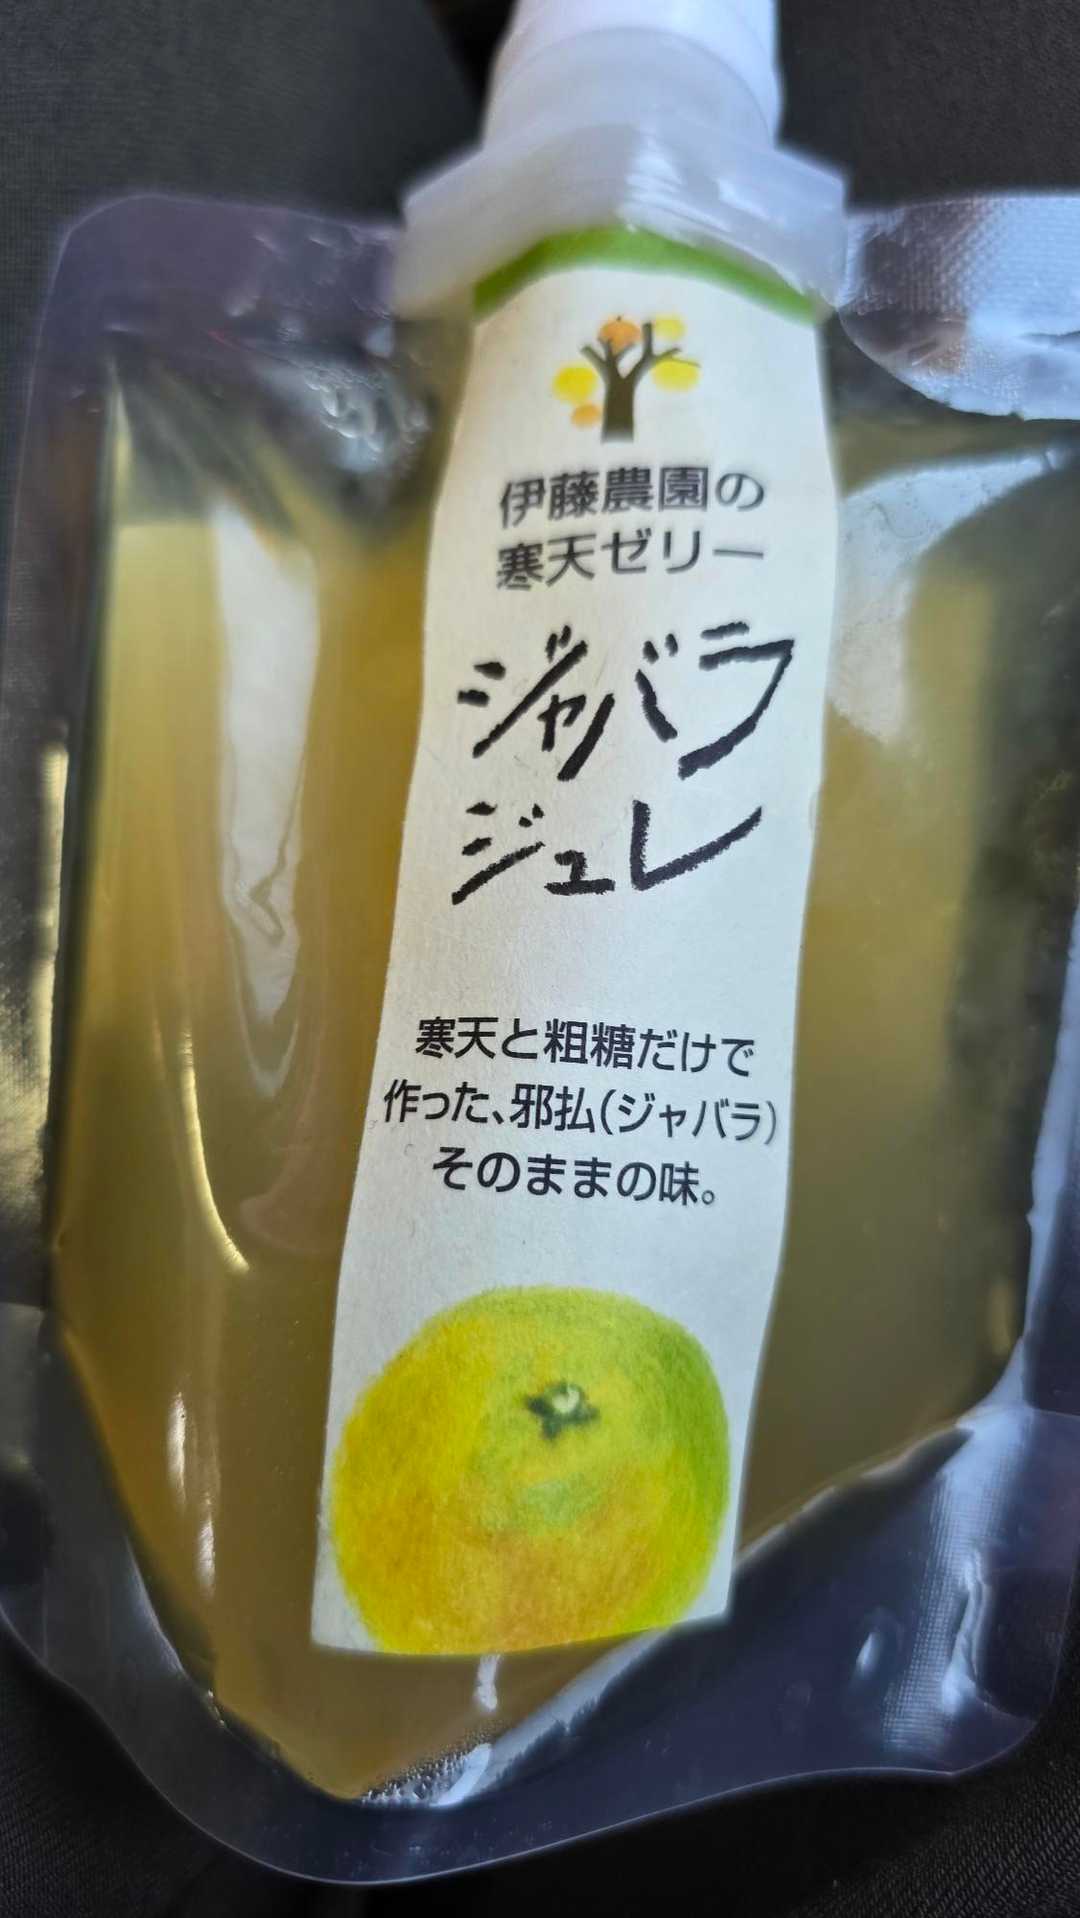 伊藤農園の
寒天ゼリー
ジャバラ
ジュレ
寒天と粗糖だけで
作った、邪払(ジャバラ)
そのままの味。